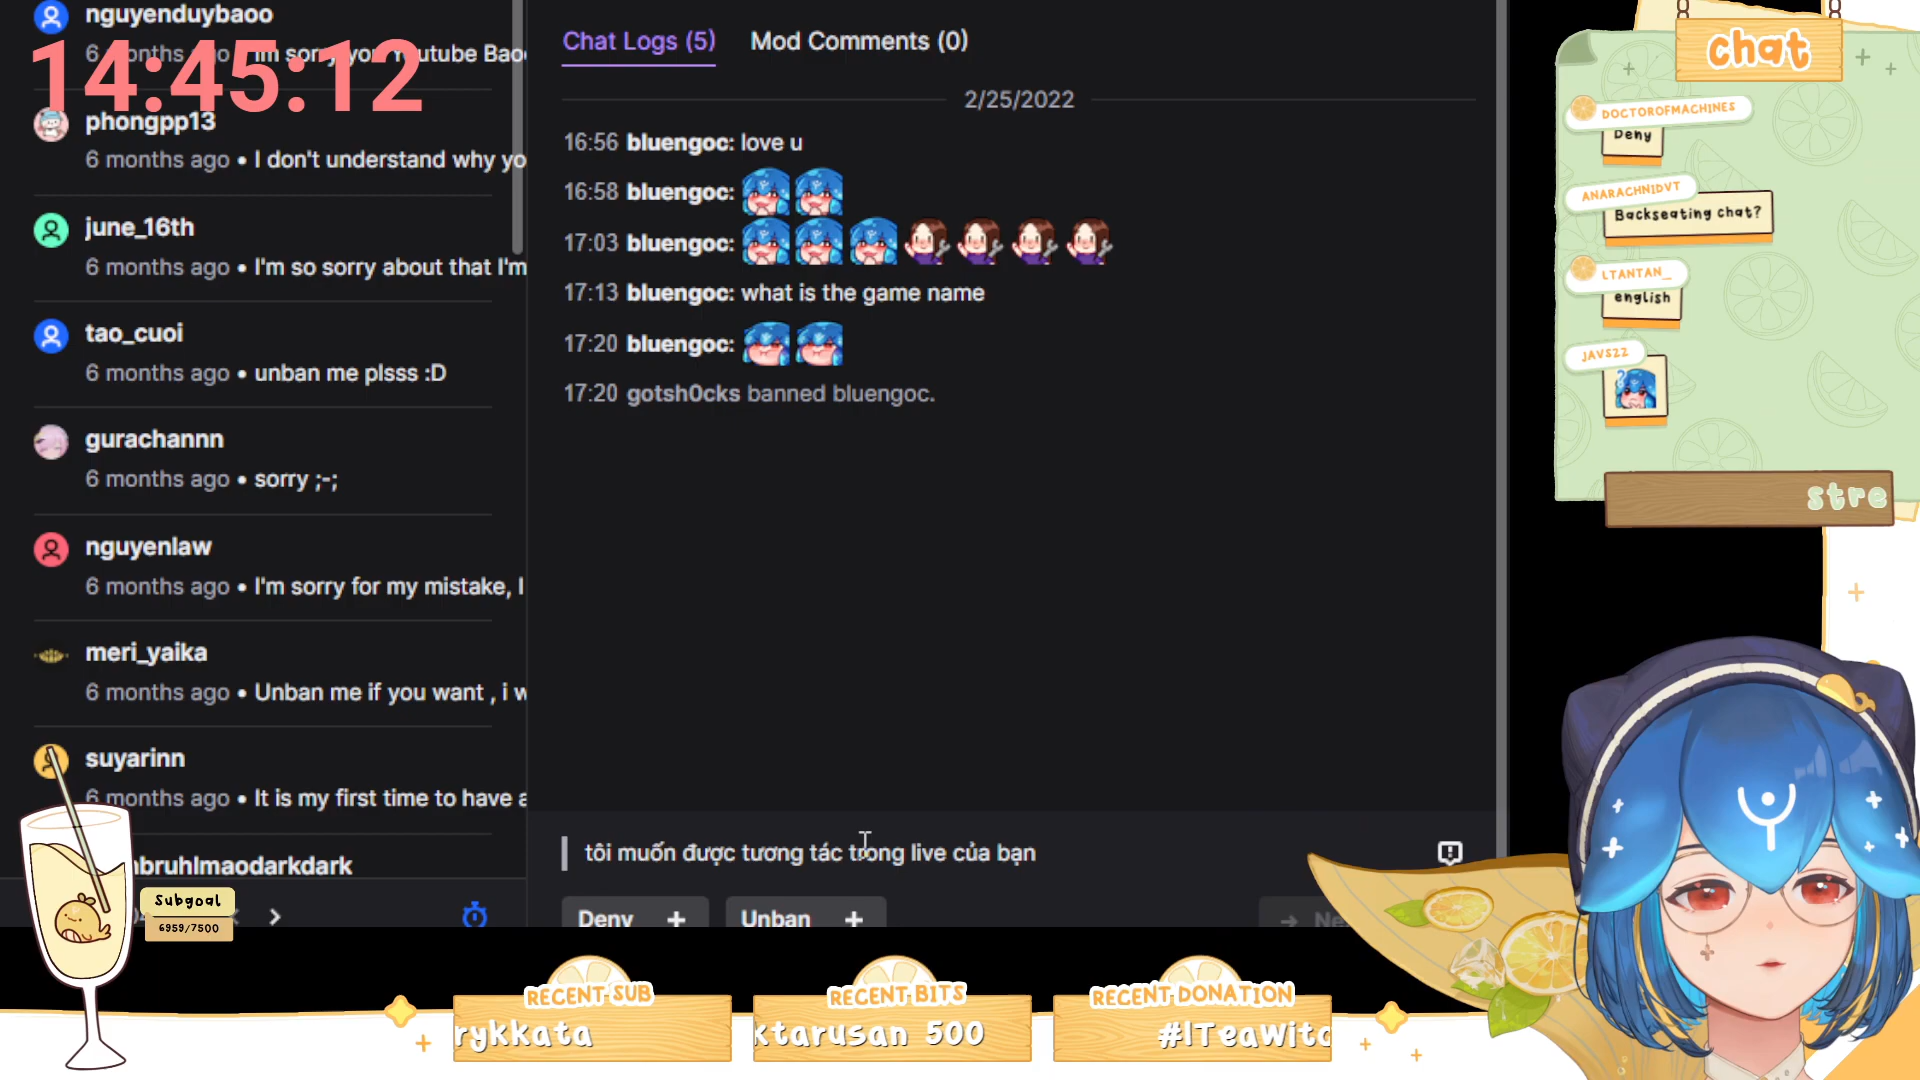 nguyenduybaoo
14:45:12
phongpp13
6 months ago • I don't understand why yo
june_16th
6 months ago • I'm so sorry about that I'm
tao_cuoi
6 months ago • unban me plsss :D
gurachannn
6 months ago • sorry ;-;
nguyenlaw
6 months ago • I'm sorry for my mistake, I
meri_yaika
6 months ago • Unban me if you want , i w
suyarinn
6 months ago • It is my first time to have a
bruhlmaodarkdark
Subgoal
6959/7500
Chat Logs (5)
Mod Comments (0)
2/25/2022
16:56 bluengoc: love u
16:58 bluengoc:
17:03 bluengoc:
17:13 bluengoc: what is the game name
17:20 bluengoc:
17:20 gotsh0cks banned bluengoc.
tôi muốn được tương tác trong live của bạn
Deny +
Unban +
chat
DOCTOROFMACHINES
Deny
ANARACHNIDVT
Backseating chat?
LTANTAN_
english
JAVS22
stre
RECENT SUB
rykkata
RECENT BITS
ktarusan 500
RECENT DONATION
#ITeaWitc